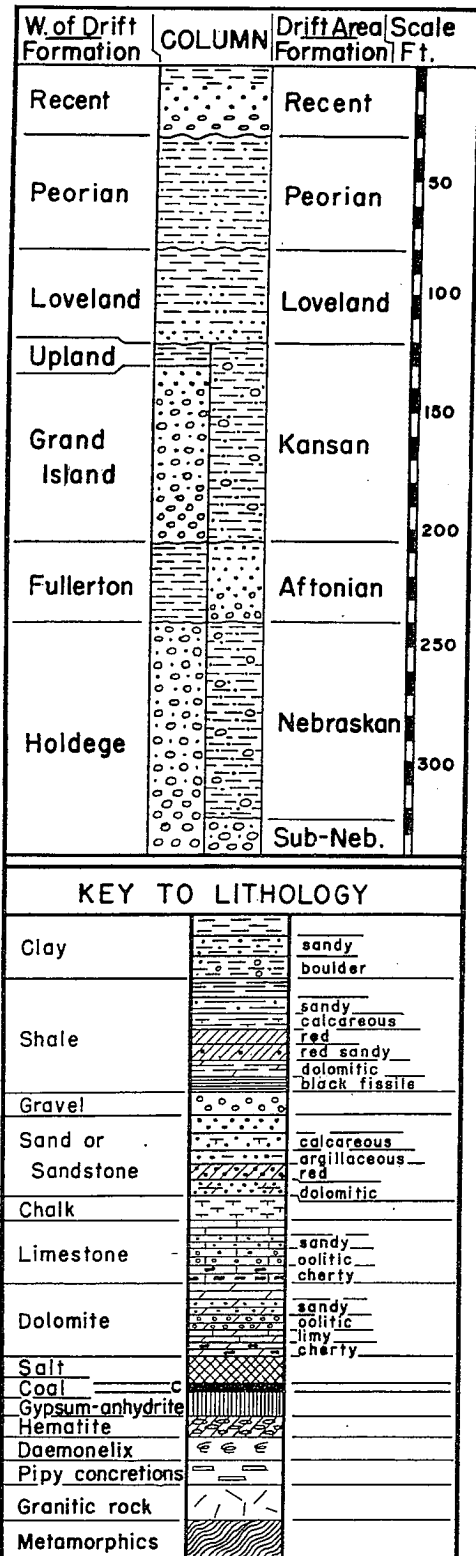 W. of Drift Formation COLUMN Drift Area Formation Scale Ft.
Recent Recent
50
Peorian Peorian
100
Loveland Loveland
Upland
150
Grand Island Kansan
200
Fullerton Aftonian
250
Holdege Nebraskan
300
Sub-Neb.
KEY TO LITHOLOGY
Clay
sandy
boulder
Shale
sandy
calcareous
red
red sandy
dolomitic
black fissile
Gravel
Sand or Sandstone
calcareous
argillaceous
red
dolomitic
Chalk
Limestone
sandy
oolitic
cherty
Dolomite
sandy
oolitic
limy
cherty
Salt
Coal C
Gypsum-anhydrite
Hematite
Daemonelix
Pipy concretions
Granitic rock
Metamorphics